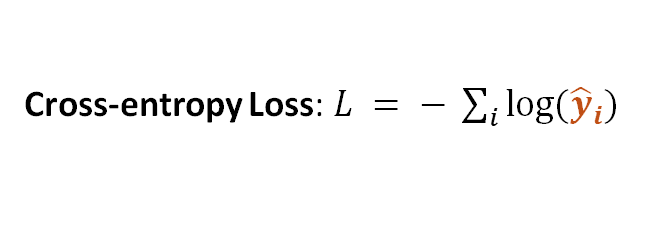 Cross-entropy Loss: L = − ∑ᵢ log(ŷᵢ)